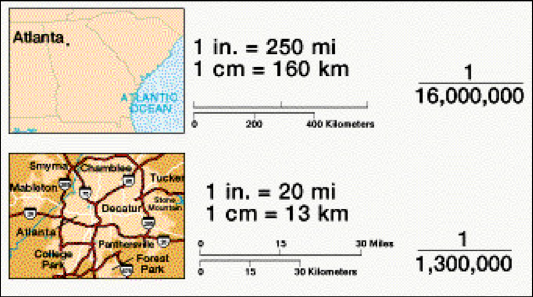 Atlanta
1 in. = 250 mi
1 cm = 160 km
1
16,000,000
ATLANTIC
OCEAN
0 200 400 Kilometers
Smyrna
Chamblee
Mableton
Tucker
1 in. = 20 mi
1 cm = 13 km
Decatur
Stone
Mountain
Atlanta
Panthersville
0 15 30 Miles
College
Park
Forest
Park
0 15 30 Kilometers
1
1,300,000